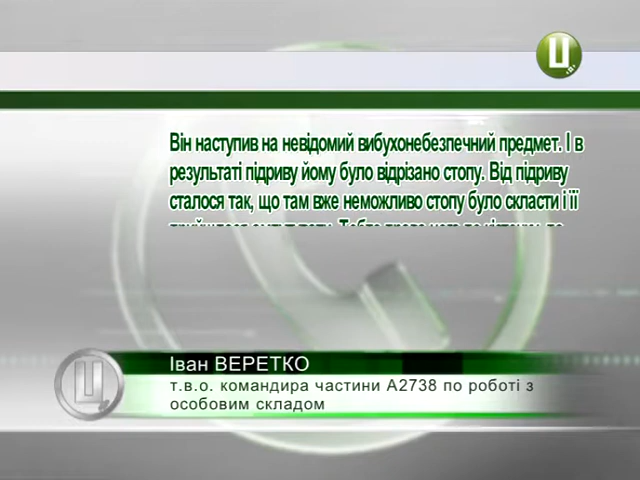 Ц
Він наступив на невідомий вибухонебезпечний предмет. І в
результаті підриву йому було відрізано стопу. Від підриву
сталося так, що там вже неможливо стопу було скласти і її
Іван ВЕРЕТКО
т.в.о. командира частини А2738 по роботі з
особовим складом
Ц